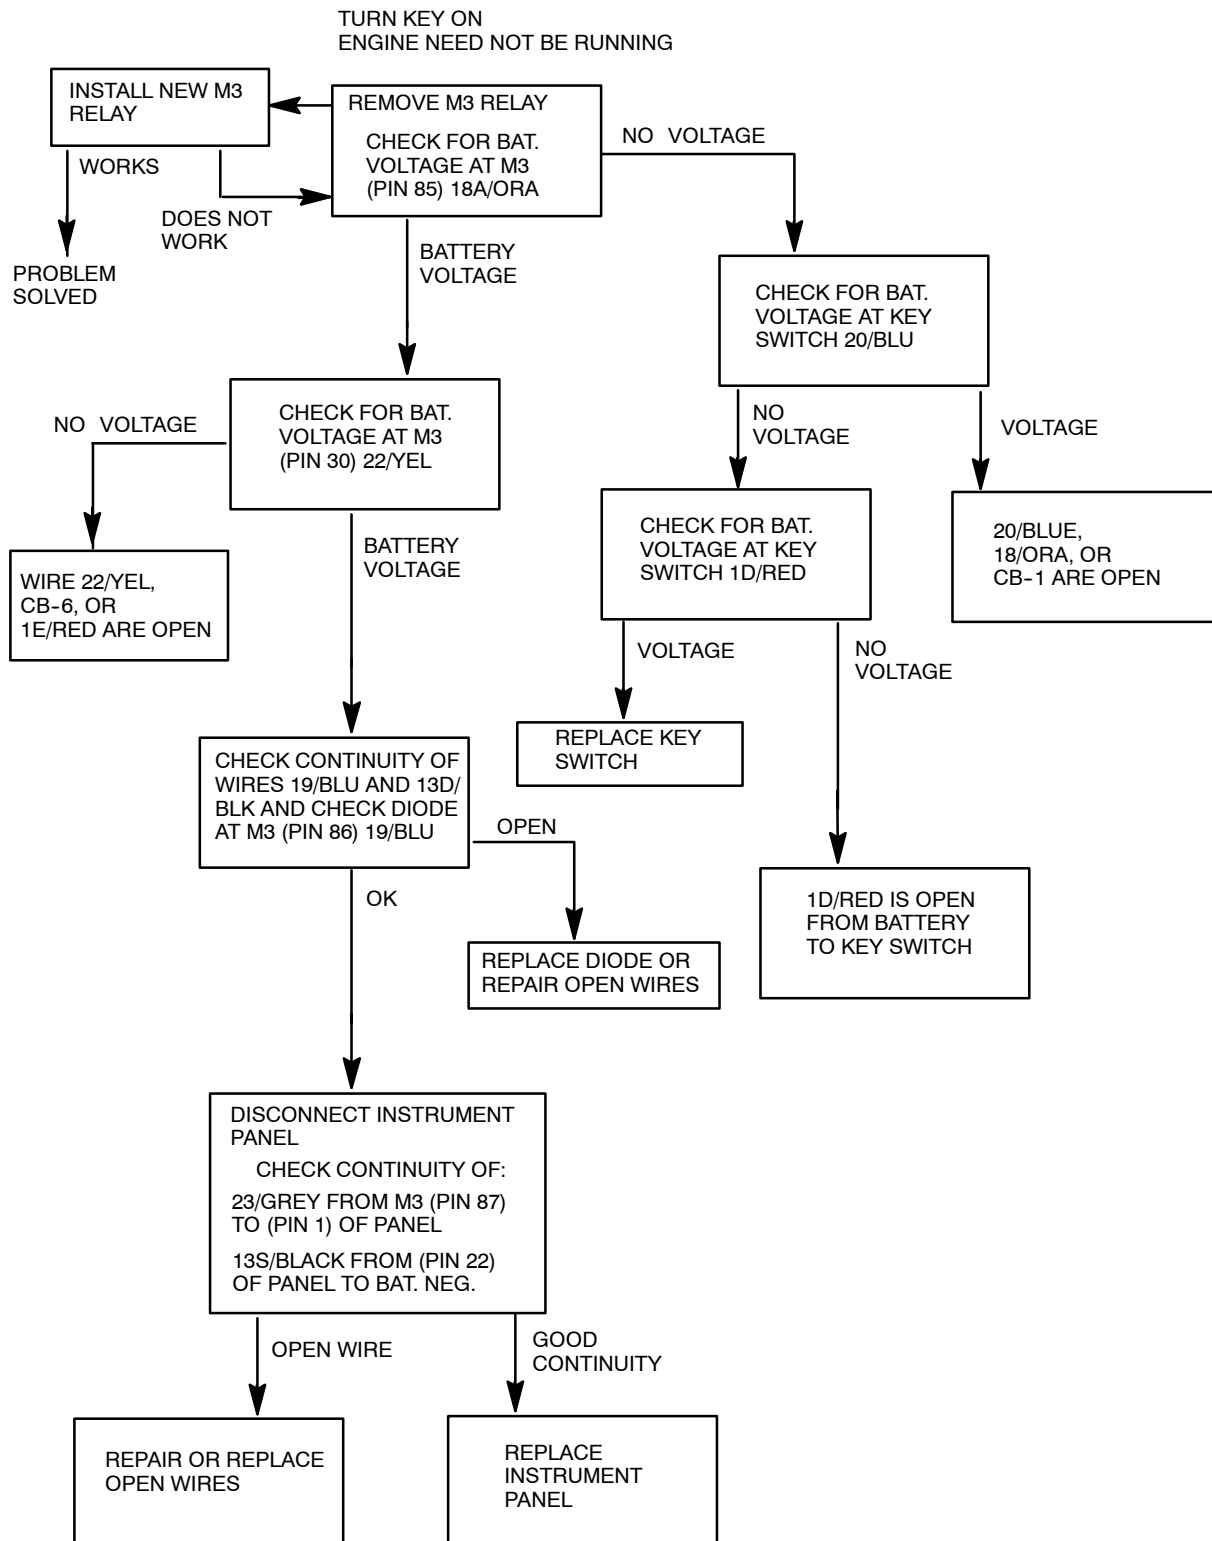 TURN KEY ON
ENGINE NEED NOT BE RUNNING
INSTALL NEW M3
RELAY
REMOVE M3 RELAY
CHECK FOR BAT.
VOLTAGE AT M3
(PIN 85) 18A/ORA
NO VOLTAGE
WORKS
DOES NOT
WORK
PROBLEM
SOLVED
BATTERY
VOLTAGE
CHECK FOR BAT.
VOLTAGE AT KEY
SWITCH 20/BLU
CHECK FOR BAT.
VOLTAGE AT M3
(PIN 30) 22/YEL
NO VOLTAGE
NO
VOLTAGE
VOLTAGE
WIRE 22/YEL,
CB-6, OR
1E/RED ARE OPEN
BATTERY
VOLTAGE
CHECK FOR BAT.
VOLTAGE AT KEY
SWITCH 1D/RED
20/BLUE,
18/ORA, OR
CB-1 ARE OPEN
VOLTAGE
NO
VOLTAGE
REPLACE KEY
SWITCH
CHECK CONTINUITY OF
WIRES 19/BLU AND 13D/
BLK AND CHECK DIODE
AT M3 (PIN 86) 19/BLU
OPEN
OK
1D/RED IS OPEN
FROM BATTERY
TO KEY SWITCH
REPLACE DIODE OR
REPAIR OPEN WIRES
DISCONNECT INSTRUMENT
PANEL
CHECK CONTINUITY OF:
23/GREY FROM M3 (PIN 87)
TO (PIN 1) OF PANEL
13S/BLACK FROM (PIN 22)
OF PANEL TO BAT. NEG.
OPEN WIRE
GOOD
CONTINUITY
REPAIR OR REPLACE
OPEN WIRES
REPLACE
INSTRUMENT
PANEL